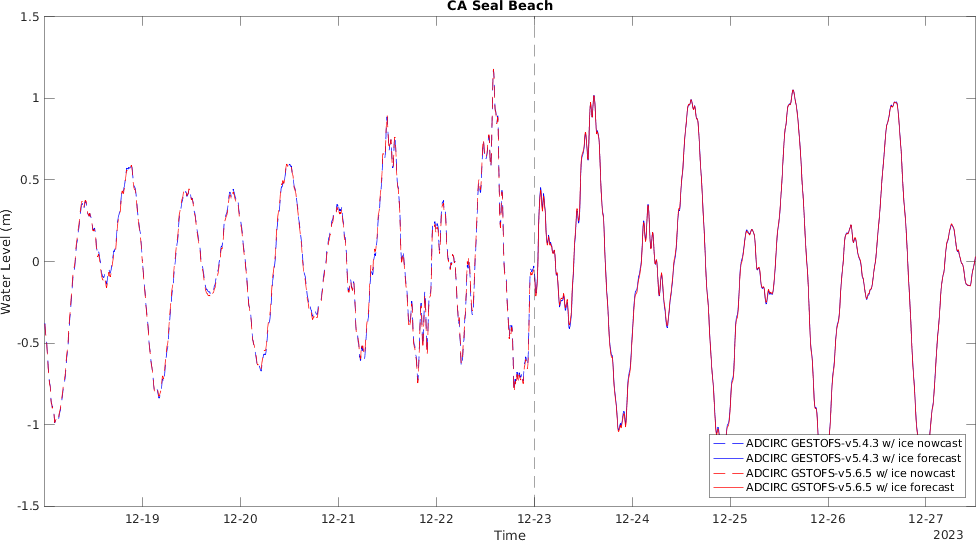 CA Seal Beach
1.5
1
0.5
0
-0.5
-1
-1.5
Water Level (m)
12-19 12-20 12-21 12-22 12-23 12-24 12-25 12-26 12-27
Time
2023
ADCIRC GESTOFS-v5.4.3 w/ ice nowcast
ADCIRC GESTOFS-v5.4.3 w/ ice forecast
ADCIRC GSTOFS-v5.6.5 w/ ice nowcast
ADCIRC GSTOFS-v5.6.5 w/ ice forecast